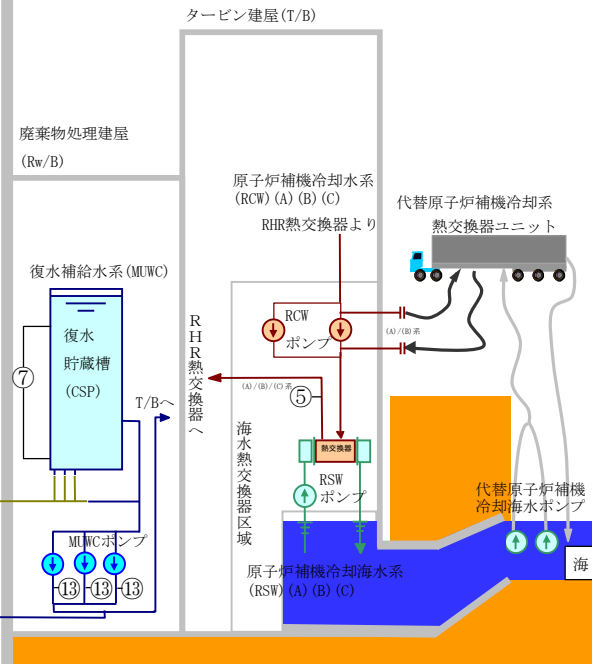 タービン建屋(T/B)
廃棄物処理建屋
(Rw/B)
原子炉補機冷却水系
(RCW)(A)(B)(C)
RHR熱交換器より
代替原子炉補機冷却系
熱交換器ユニット
復水補給水系(MUWC)
復水
貯蔵槽
(CSP)
⑦
T/Bへ
RHR熱交換器へ
RCW
ポンプ
(A)/(B)系
(A)/(B)/(C)系
⑤
海水熱交換器区域
熱交換器
RSW
ポンプ
代替原子炉補機
冷却海水ポンプ
MUWCポンプ
⑬
⑬
⑬
原子炉補機冷却海水系
(RSW)(A)(B)(C)
海